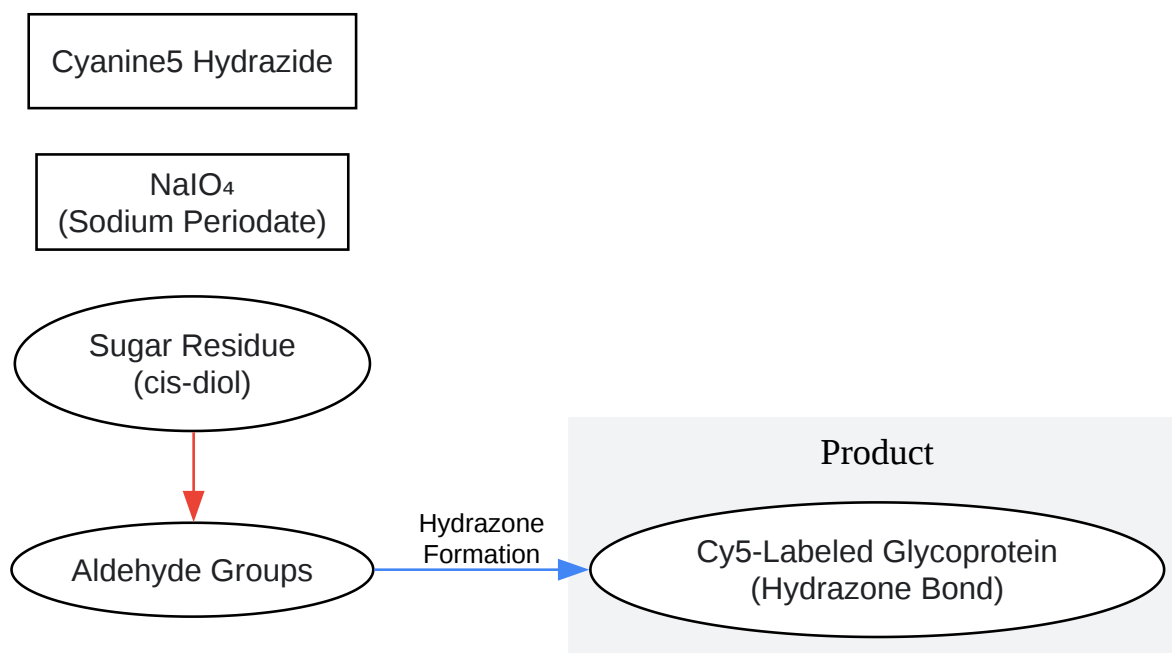 Cyanine5 Hydrazide
NaIO₄
(Sodium Periodate)
Sugar Residue
(cis-diol)
Product
Hydrazone
Formation
Aldehyde Groups
Cy5-Labeled Glycoprotein
(Hydrazone Bond)